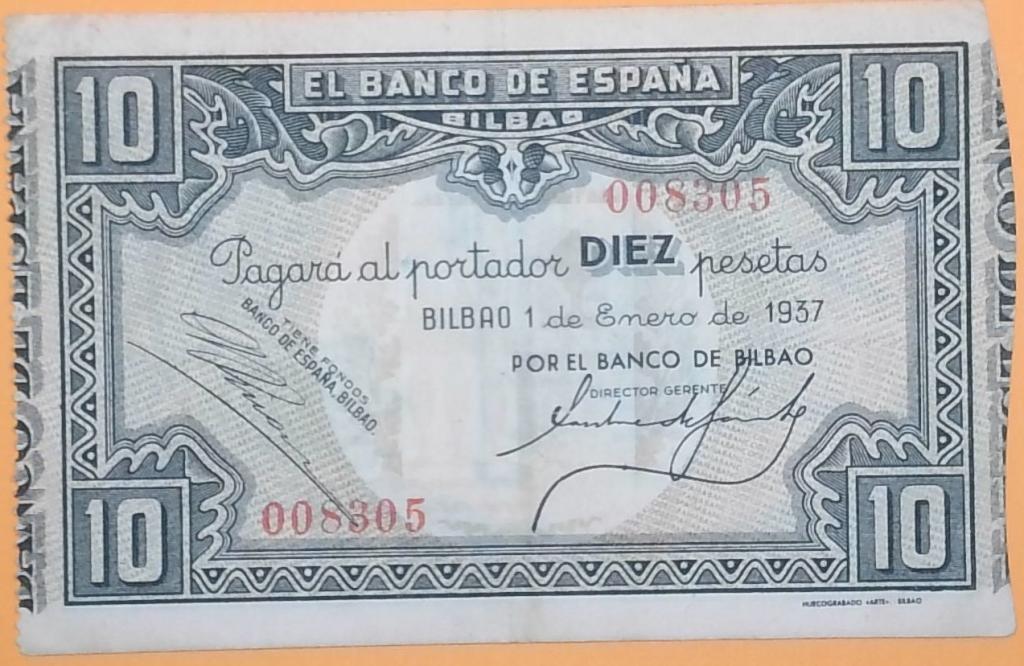 10
EL BANCO DE ESPAÑA
10
BILBAO
008305
Pagará al portador DIEZ pesetas
BILBAO 1 de Enero de 1937
TIENE FONDOS
BANCO DE ESPAÑA, BILBAO.
POR EL BANCO DE BILBAO
DIRECTOR GERENTE
008305
10
10
HUECOGRABADO «ARTE». BILBAO